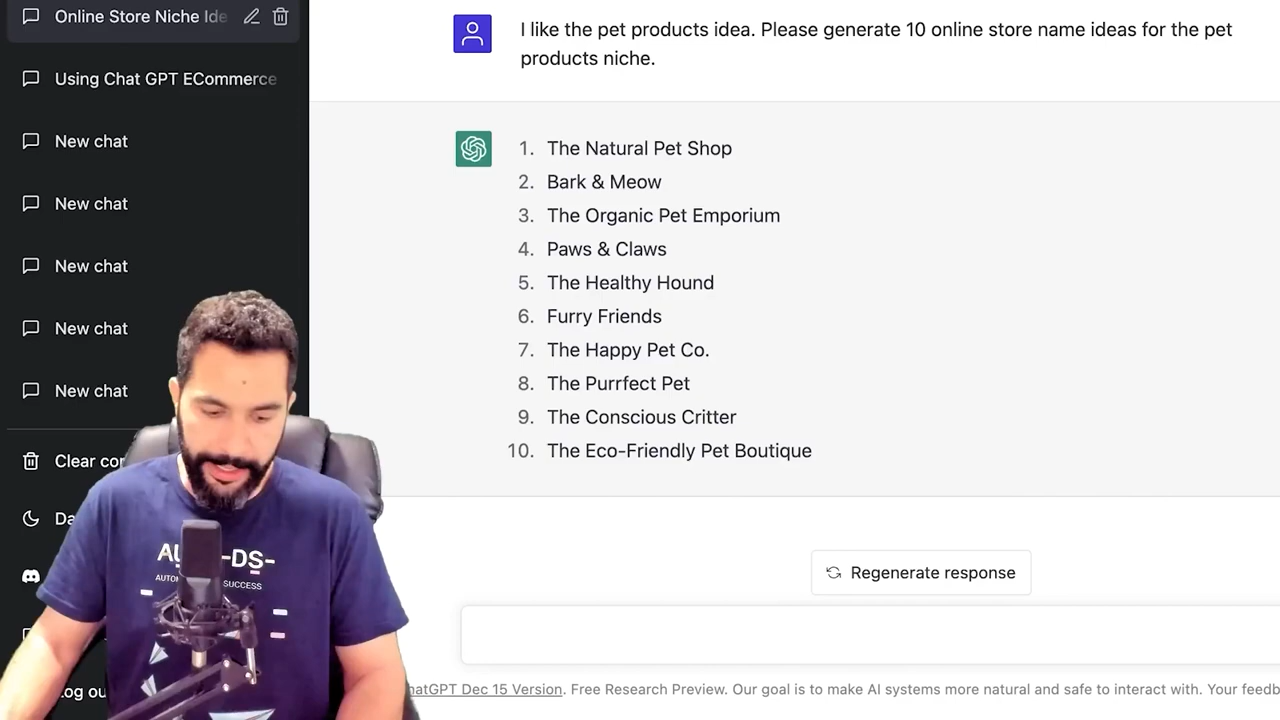 Online Store Niche Ide
Using Chat GPT ECommerce
New chat
New chat
New chat
New chat
New chat
Clear con
Da
Log ou
I like the pet products idea. Please generate 10 online store name ideas for the pet
products niche.
1. The Natural Pet Shop
2. Bark & Meow
3. The Organic Pet Emporium
4. Paws & Claws
5. The Healthy Hound
6. Furry Friends
7. The Happy Pet Co.
8. The Purrfect Pet
9. The Conscious Critter
10. The Eco-Friendly Pet Boutique
Regenerate response
hatGPT Dec 15 Version. Free Research Preview. Our goal is to make AI systems more natural and safe to interact with. Your feedb
-DS-
SUCCESS